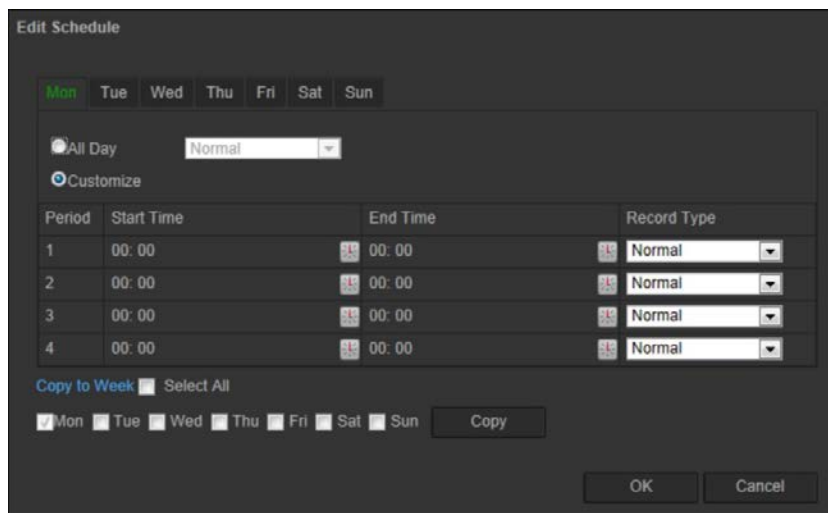 Edit Schedule
Mon Tue Wed Thu Fri Sat Sun
All Day Normal
Customize
Period Start Time End Time Record Type
1 00: 00 00: 00 Normal
2 00: 00 00: 00 Normal
3 00: 00 00: 00 Normal
4 00: 00 00: 00 Normal
Copy to Week Select All
Mon Tue Wed Thu Fri Sat Sun Copy
OK Cancel